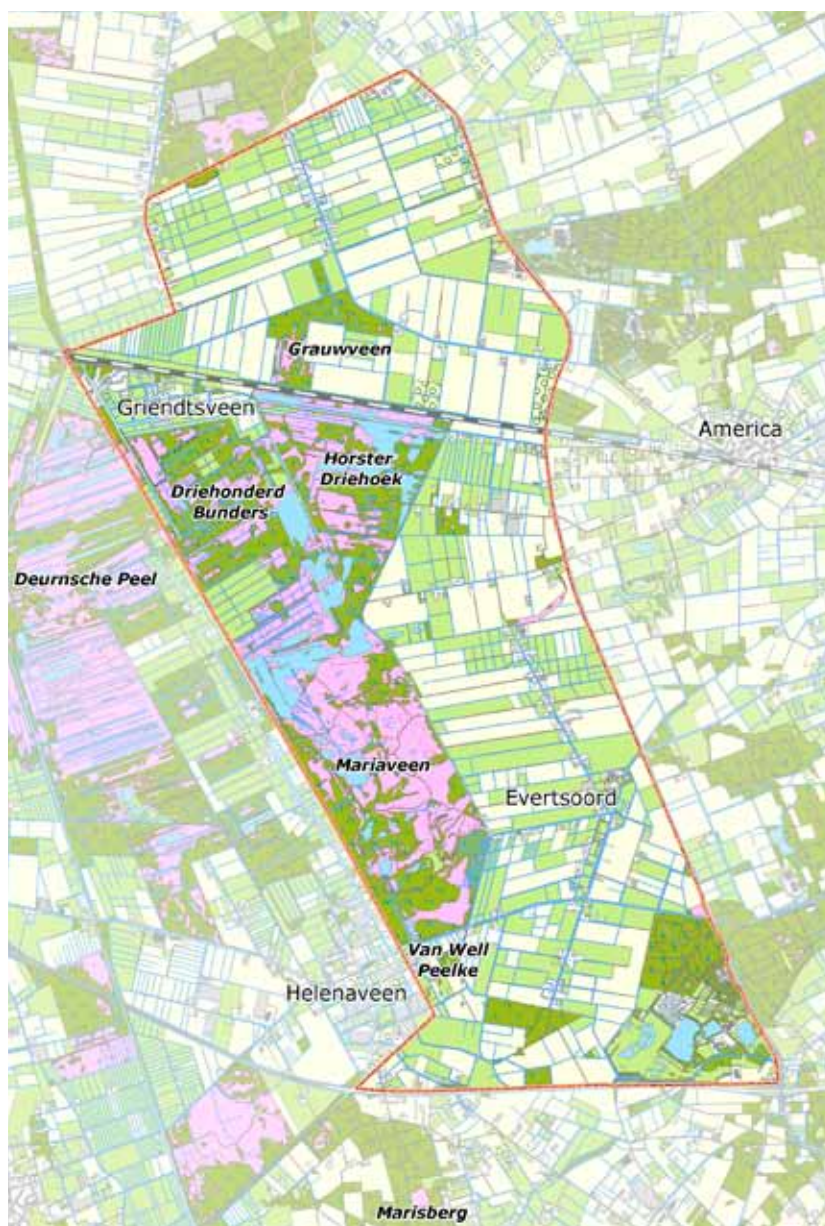 Grauwveen
Griendtsveen
America
Horster
Driehoek
Driehonderd
Bunders
Deurnsche Peel
Mariaveen
Evertsoord
Van Well
Peelke
Helenaveen
Marisberg